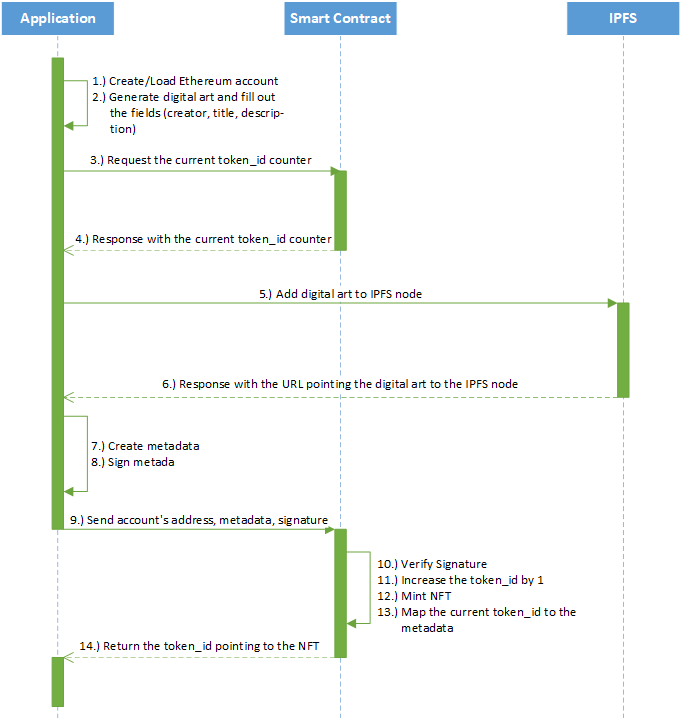 Application
Smart Contract
IPFS
1.) Create/Load Ethereum account
2.) Generate digital art and fill out
the fields (creator, title, descrip-
tion)
3.) Request the current token_id counter
4.) Response with the current token_id counter
5.) Add digital art to IPFS node
6.) Response with the URL pointing the digital art to the IPFS node
7.) Create metadata
8.) Sign metada
9.) Send account's address, metadata, signature
10.) Verify Signature
11.) Increase the token_id by 1
12.) Mint NFT
13.) Map the current token_id to the
metadata
14.) Return the token_id pointing to the NFT